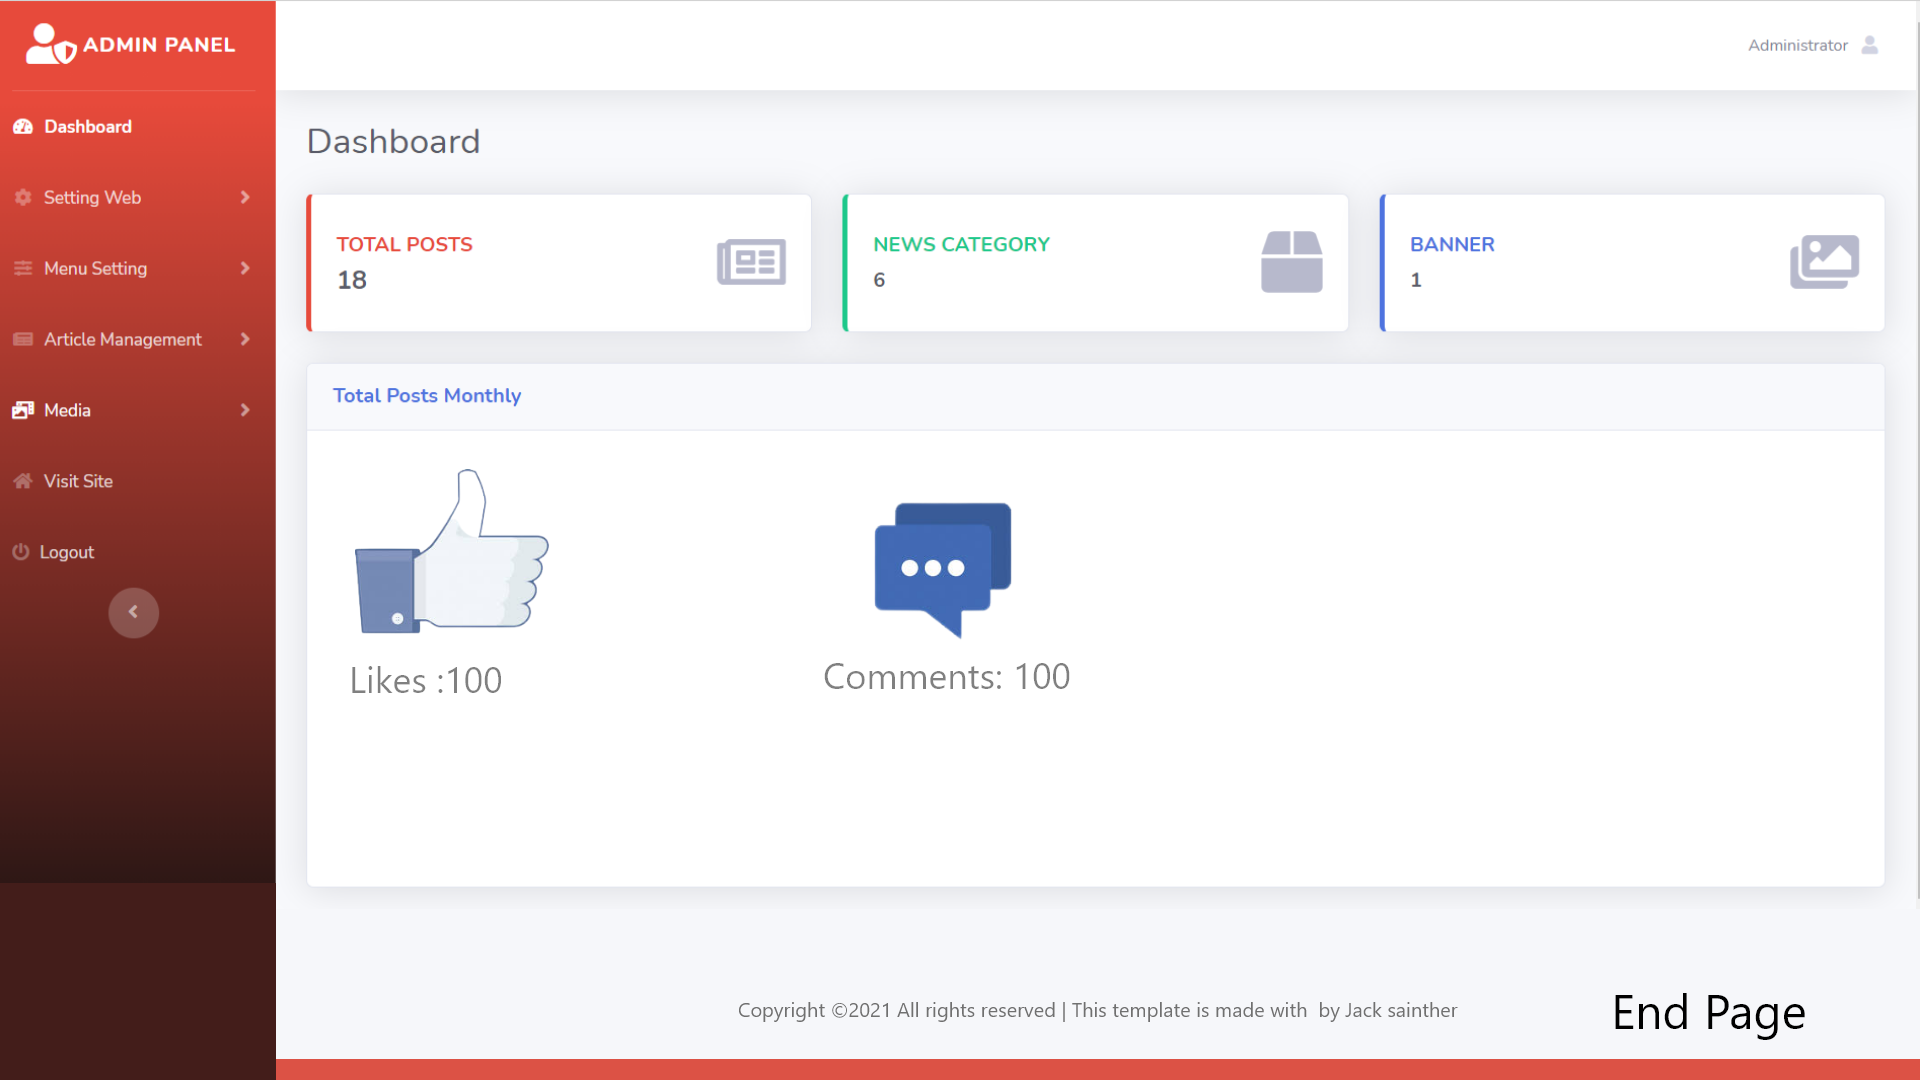 ADMIN PANEL
Administrator
Dashboard
Setting Web
Menu Setting
Article Management
Media
Visit Site
Logout
Dashboard
TOTAL POSTS
18
NEWS CATEGORY
6
BANNER
1
Total Posts Monthly
Likes :100
Comments: 100
Copyright ©2021 All rights reserved | This template is made with  by Jack sainther
End Page